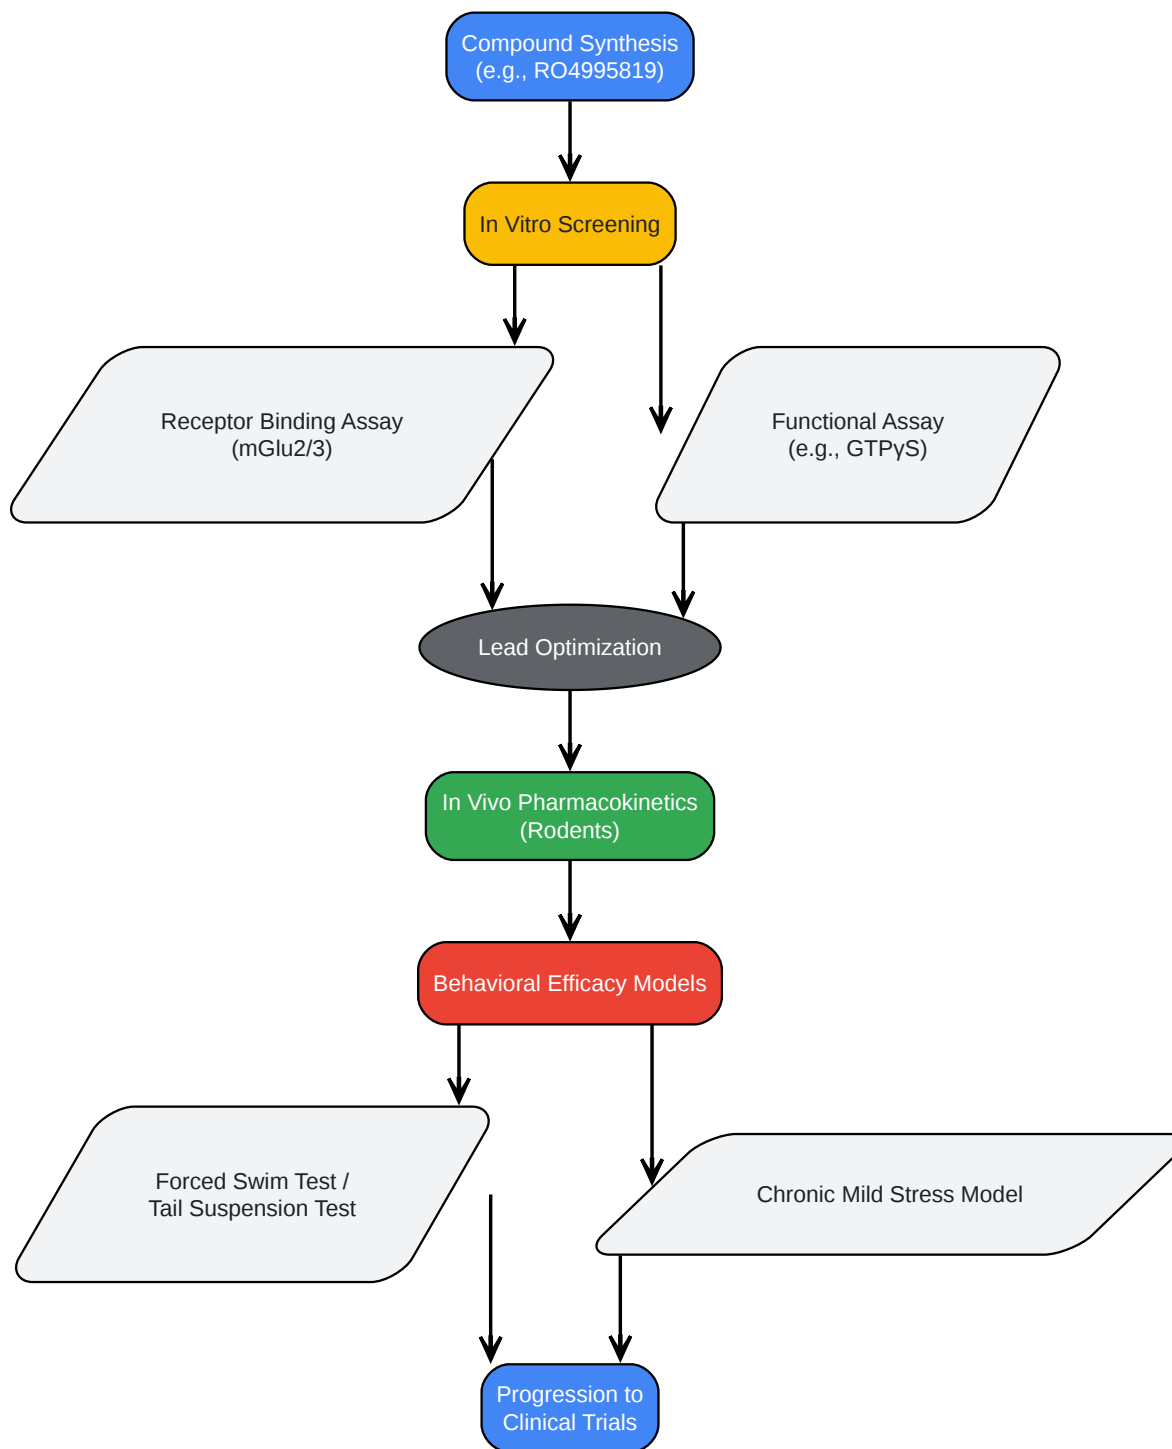 Compound Synthesis
(e.g., RO4995819)
In Vitro Screening
Receptor Binding Assay
(mGlu2/3)
Functional Assay
(e.g., GTPγS)
Lead Optimization
In Vivo Pharmacokinetics
(Rodents)
Behavioral Efficacy Models
Forced Swim Test /
Tail Suspension Test
Chronic Mild Stress Model
Progression to
Clinical Trials